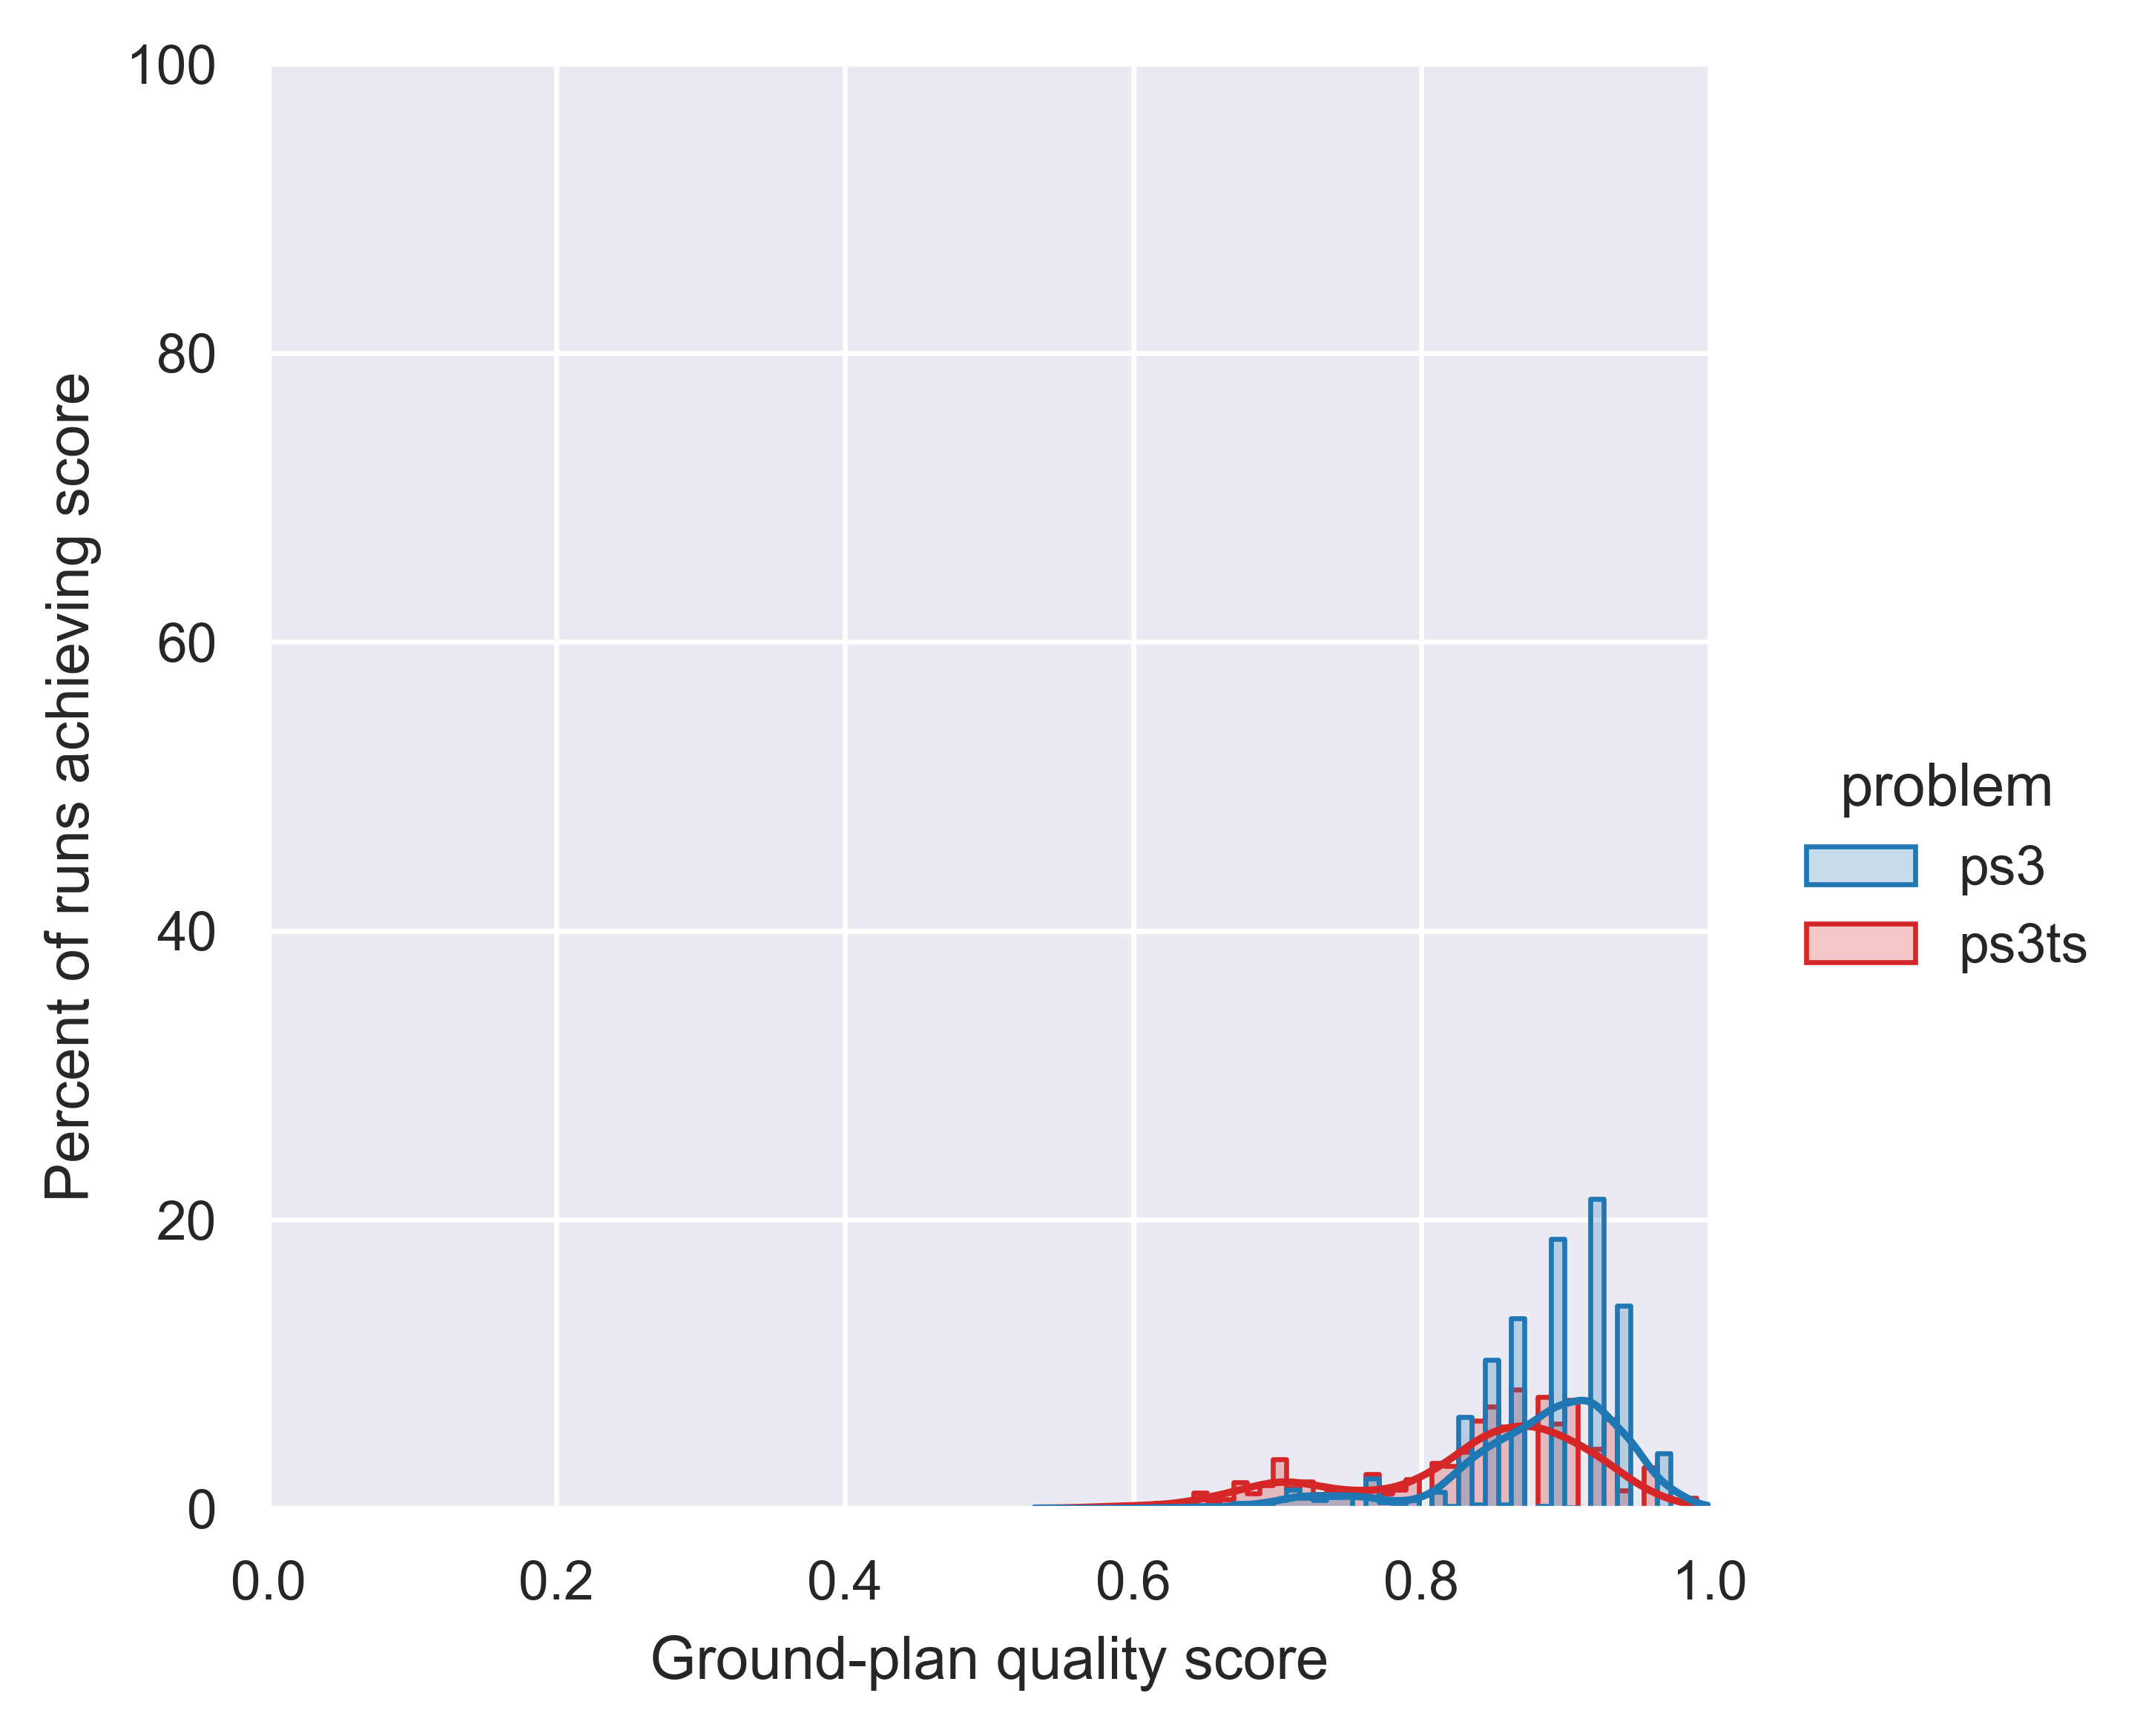 100
80
60
40
20
0
Percent of runs achieving score
0.0 0.2 0.4 0.6 0.8 1.0
Ground-plan quality score
problem
ps3
ps3ts